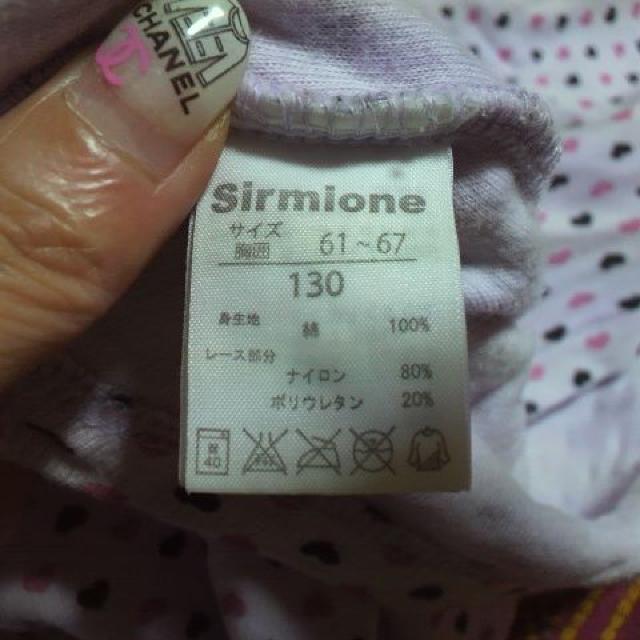 CHANEL
Sirmione
サイズ
胸囲 61~67
130
身生地 綿 100%
レース部分
ナイロン 80%
ポリウレタン 20%
40